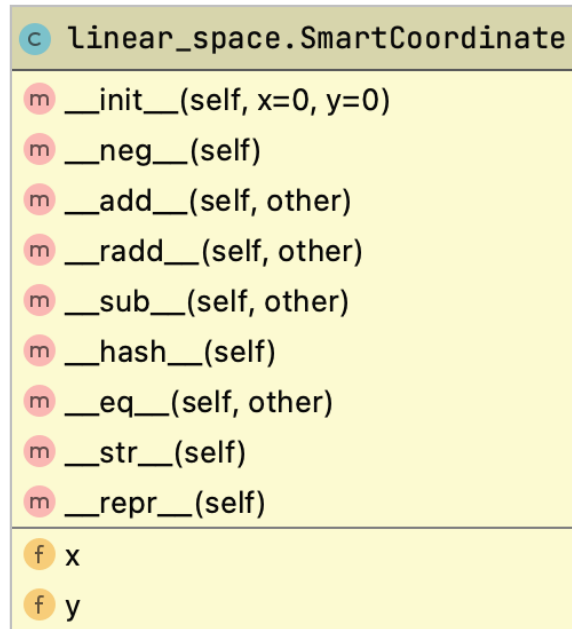 c linear_space.SmartCoordinate
m __init__(self, x=0, y=0)
m __neg__(self)
m __add__(self, other)
m __radd__(self, other)
m __sub__(self, other)
m __hash__(self)
m __eq__(self, other)
m __str__(self)
m __repr__(self)
f x
f y